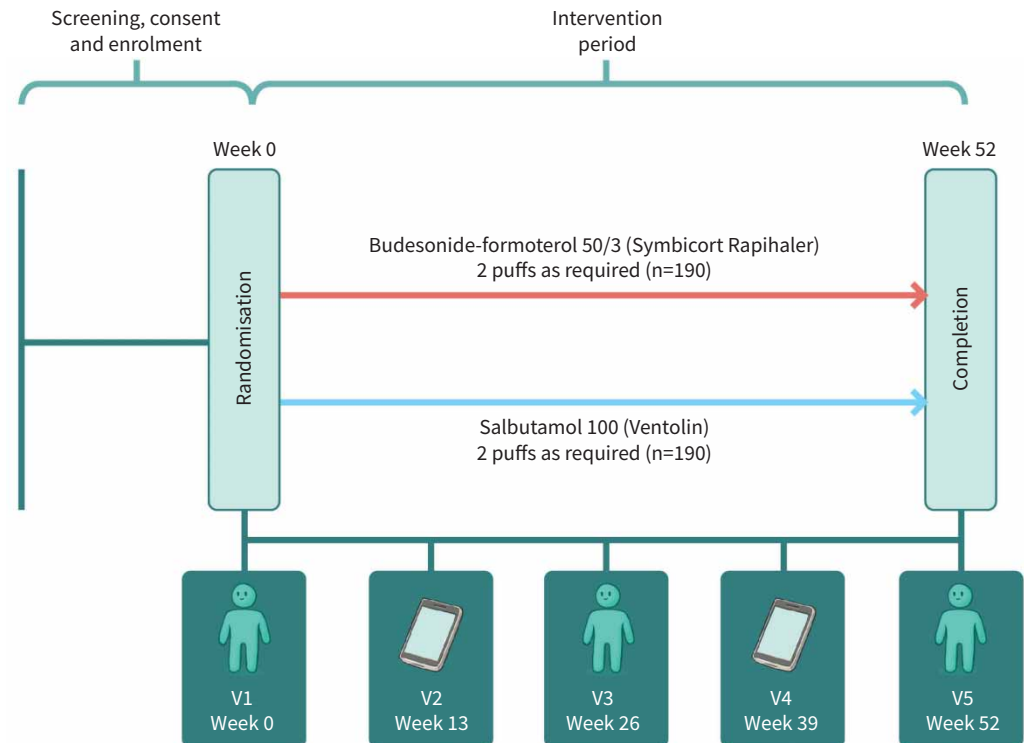 Screening, consent
and enrolment
Intervention
period
Week 0
Week 52
Randomisation
Budesonide-formoterol 50/3 (Symbicort Rapihaler)
2 puffs as required (n=190)
Salbutamol 100 (Ventolin)
2 puffs as required (n=190)
Completion
V1
Week 0
V2
Week 13
V3
Week 26
V4
Week 39
V5
Week 52